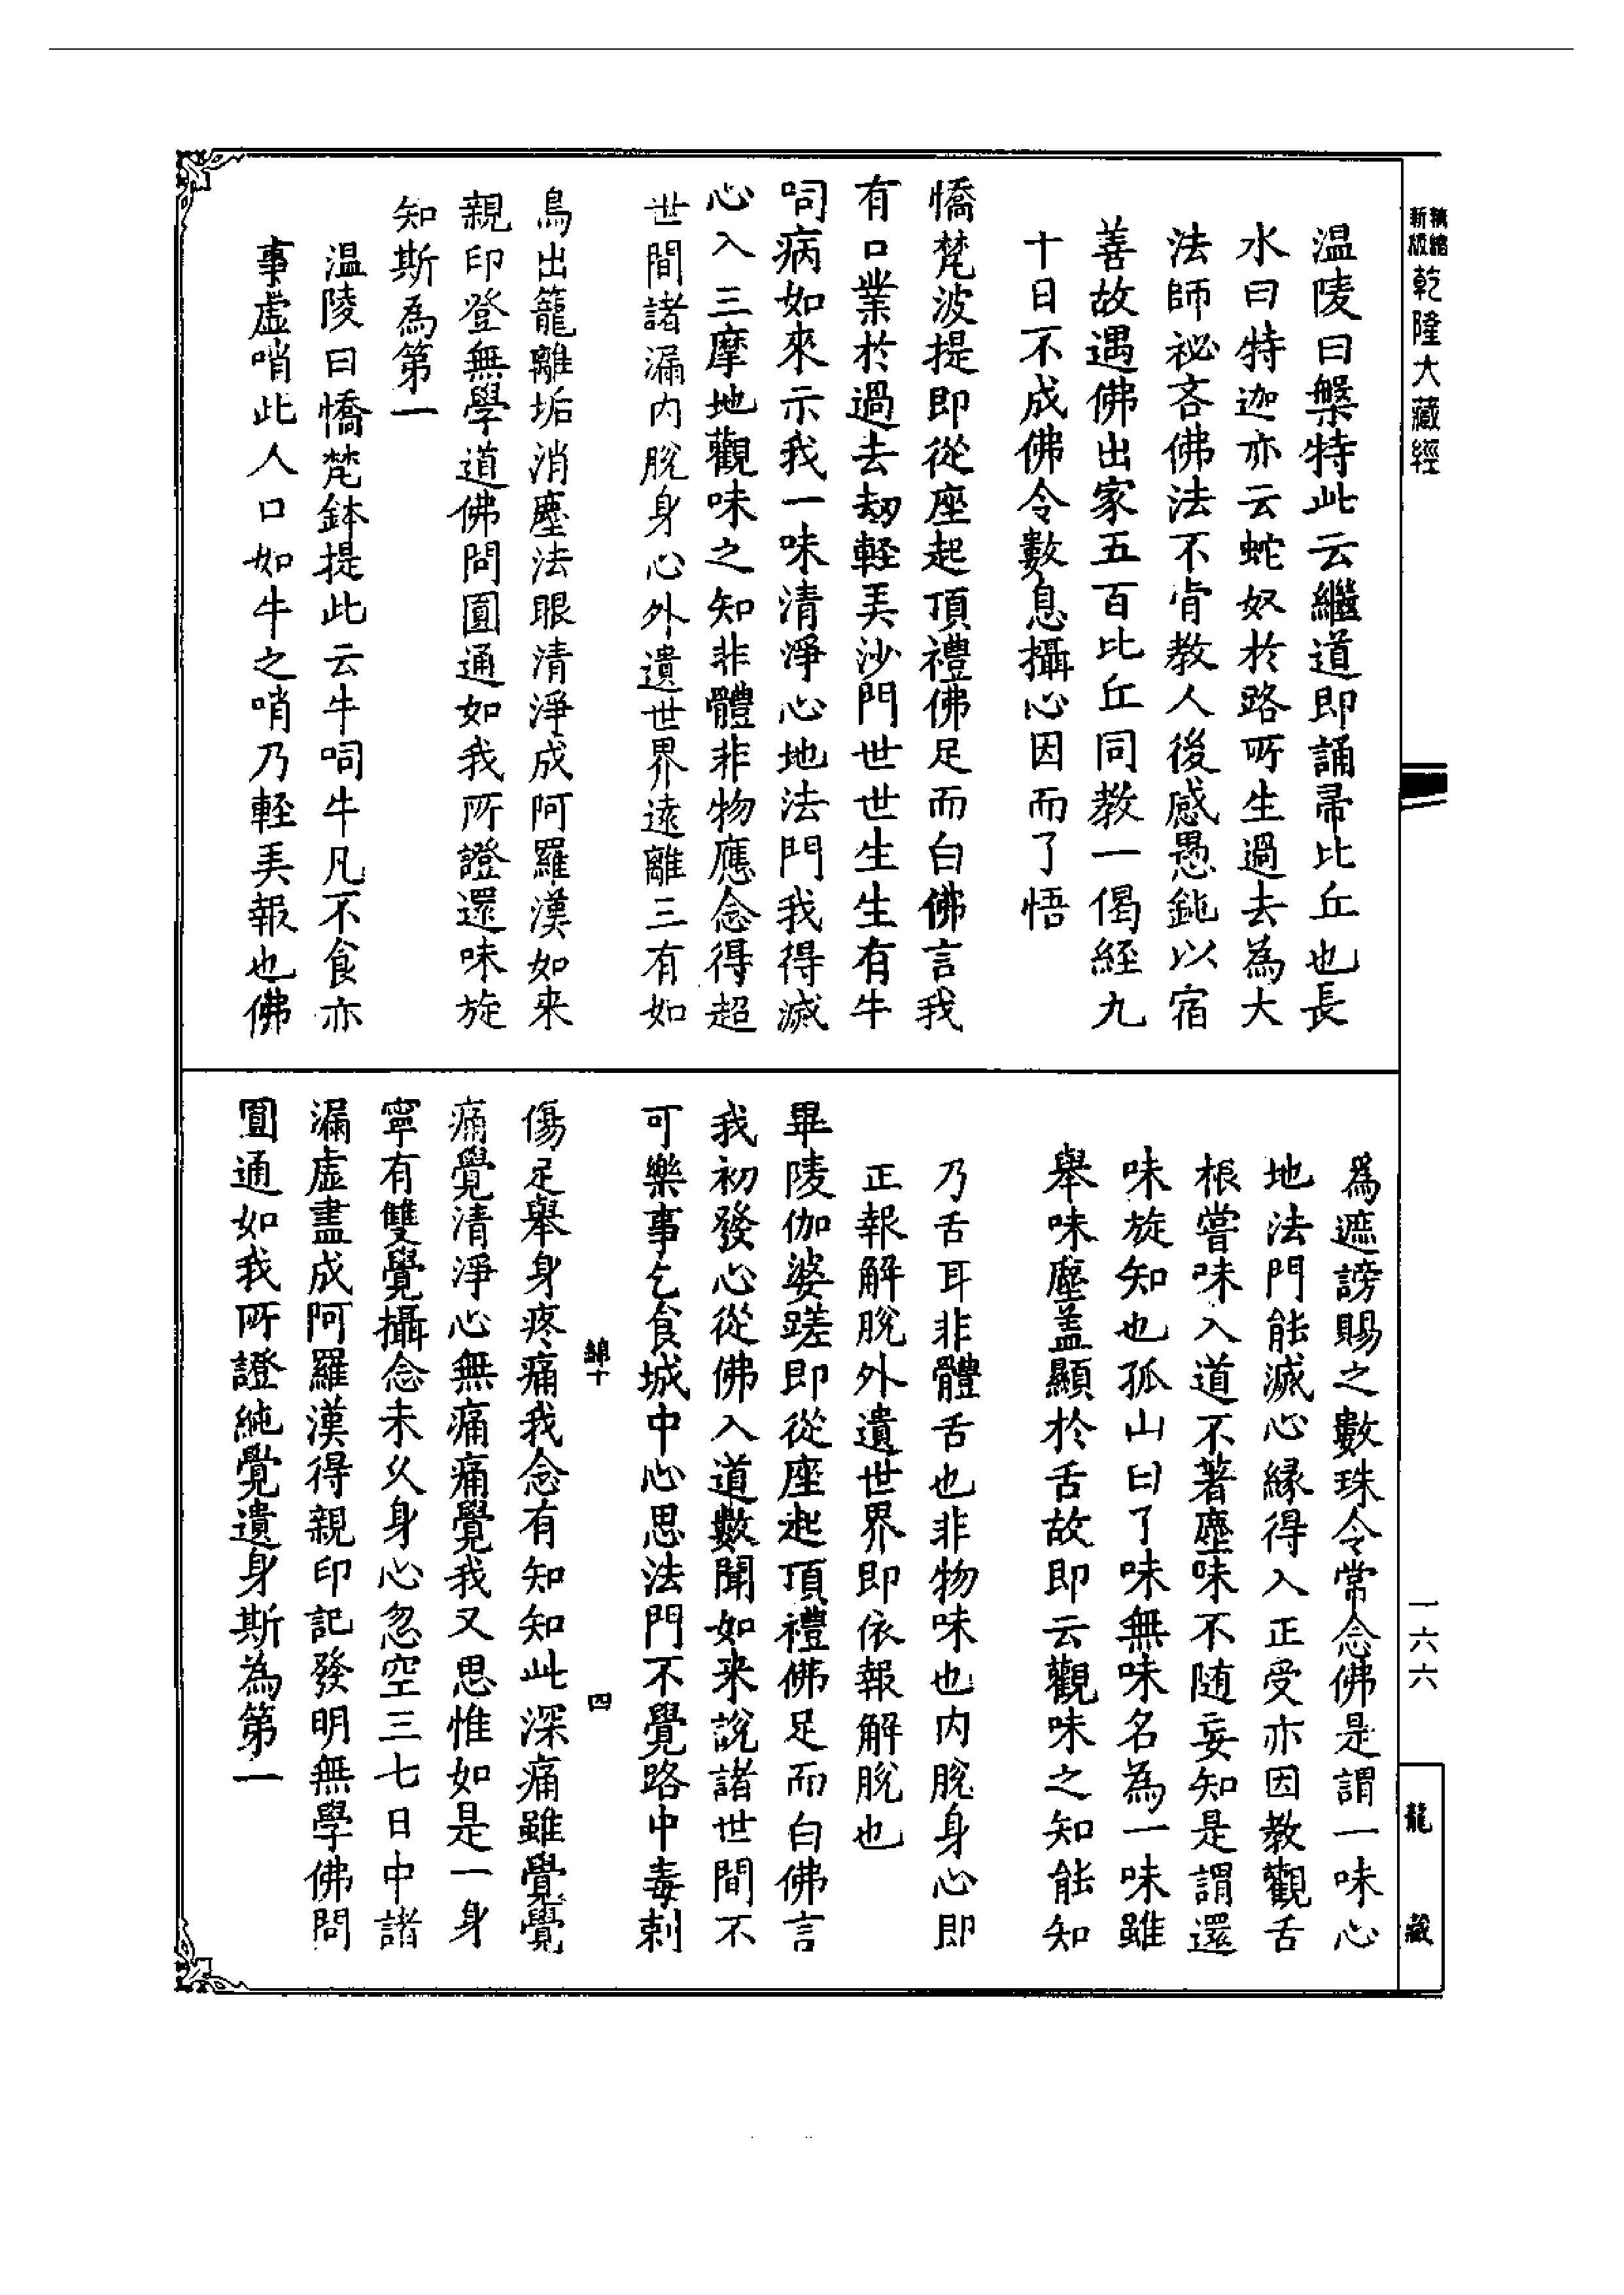 新版 精縮 乾隆大藏經
温陵曰槃特此云繼道即誦帚比丘也長
水曰特迦亦云蛇奴於路所生過去為大
法師祕吝佛法不肯教人後感愚鈍以宿
善故遇佛出家五百比丘同教一偈經九
十日不成佛令數息攝心因而了悟
憍梵波提即從座起頂禮佛足而白佛言我
有口業於過去劫輕弄沙門世世生生有牛
呞病如來示我一味清淨心地法門我得滅
心入三摩地觀味之知非體非物應念得超
世間諸漏内脫身心外遺世界遠離三有如
鳥出籠離垢消塵法眼清淨成阿羅漢如来
親印登無學道佛問圓通如我所證還味旋
知斯為第一
温陵曰憍梵鉢提此云牛呞牛凡不食亦
事虛哨此人口如牛之哨乃輕弄報也佛
一六六
龍藏
為遮謗賜之數珠令常念佛是謂一味心
地法門能滅心緣得入正受亦因教觀舌
根嘗味入道不著塵味不随妄知是謂還
味旋知也孤山曰了味無味名為一味雖
舉味塵盖顯於舌故即云觀味之知能知
乃舌耳非體舌也非物味也内脫身心即
正報解脫外遺世界即依報解脫也
畢陵伽婆蹉即從座起頂禮佛足而白佛言
我初發心從佛入道數聞如来說諸世間不
可樂事乞食城中心思法門不覺路中毒刺
綿十 四
傷足舉身疼痛我念有知知此深痛雖覺覺
痛覺清淨心無痛痛覺我又思惟如是一身
寧有雙覺攝念未久身心忽空三七日中諸
漏虛盡成阿羅漢得親印記發明無學佛問
圓通如我所證純覺遺身斯為第一